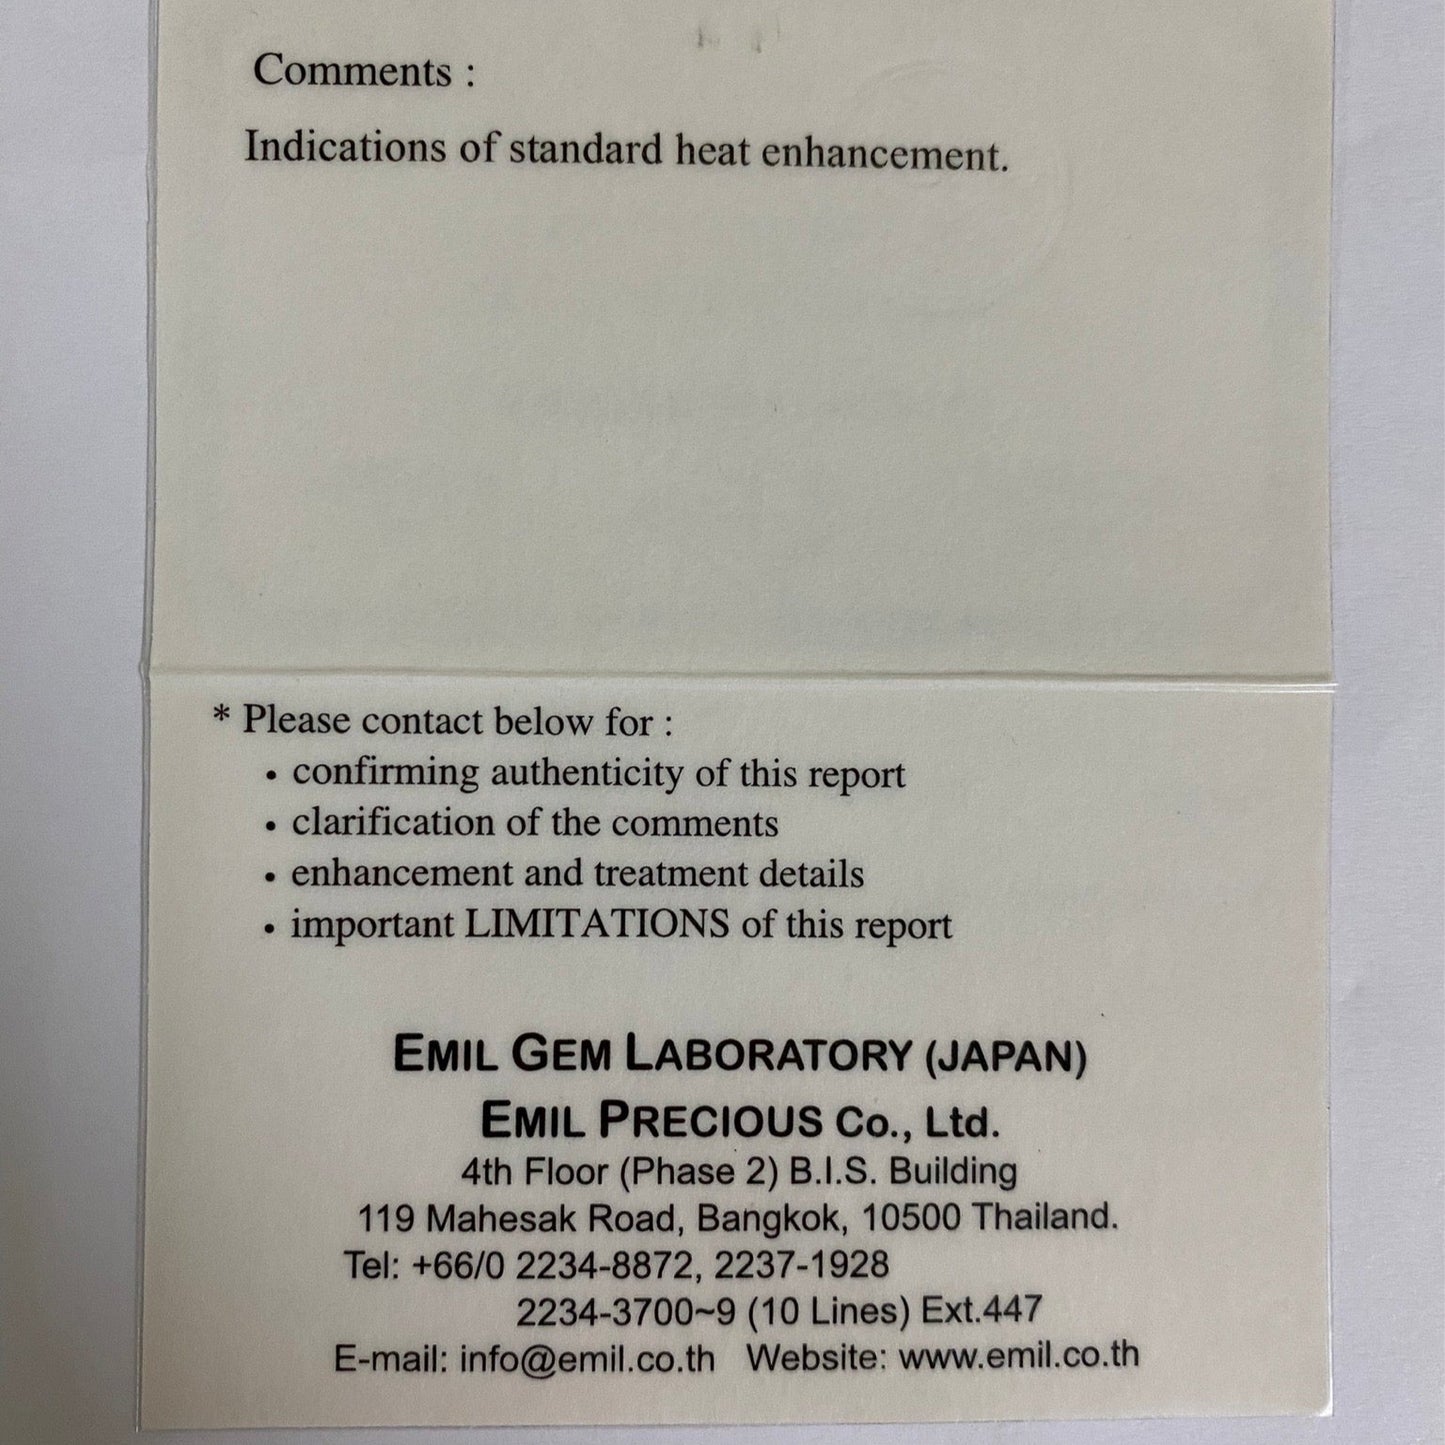 Comments :
Indications of standard heat enhancement.
* Please contact below for :
• confirming authenticity of this report
• clarification of the comments
• enhancement and treatment details
• important LIMITATIONS of this report
EMIL GEM LABORATORY (JAPAN)
EMIL PRECIOUS Co., Ltd.
4th Floor (Phase 2) B.I.S. Building
119 Mahesak Road, Bangkok, 10500 Thailand.
Tel: +66/0 2234-8872, 2237-1928
2234-3700~9 (10 Lines) Ext.447
E-mail: info@emil.co.th Website: www.emil.co.th